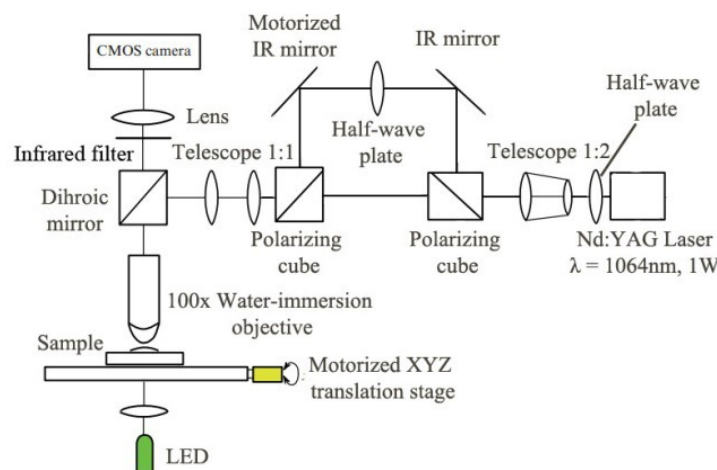 Motorized
IR mirror
IR mirror
CMOS camera
Half-wave
plate
Lens
Half-wave
plate
Infrared filter
Telescope 1:1
Telescope 1:2
Dihroic
mirror
Polarizing
cube
Polarizing
cube
Nd:YAG Laser
λ = 1064nm, 1W
100x Water-immersion
objective
Sample
Motorized XYZ
translation stage
LED